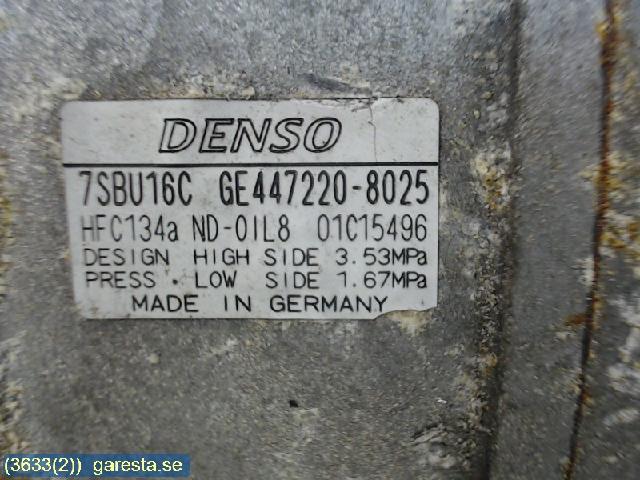 DENSO
7SBU16C GE447220-8025
HFC134a ND-OIL8 01C15496
DESIGN HIGH SIDE 3.53MPa
PRESS. LOW SIDE 1.67MPa
MADE IN GERMANY
(3633(2)) garesta.se